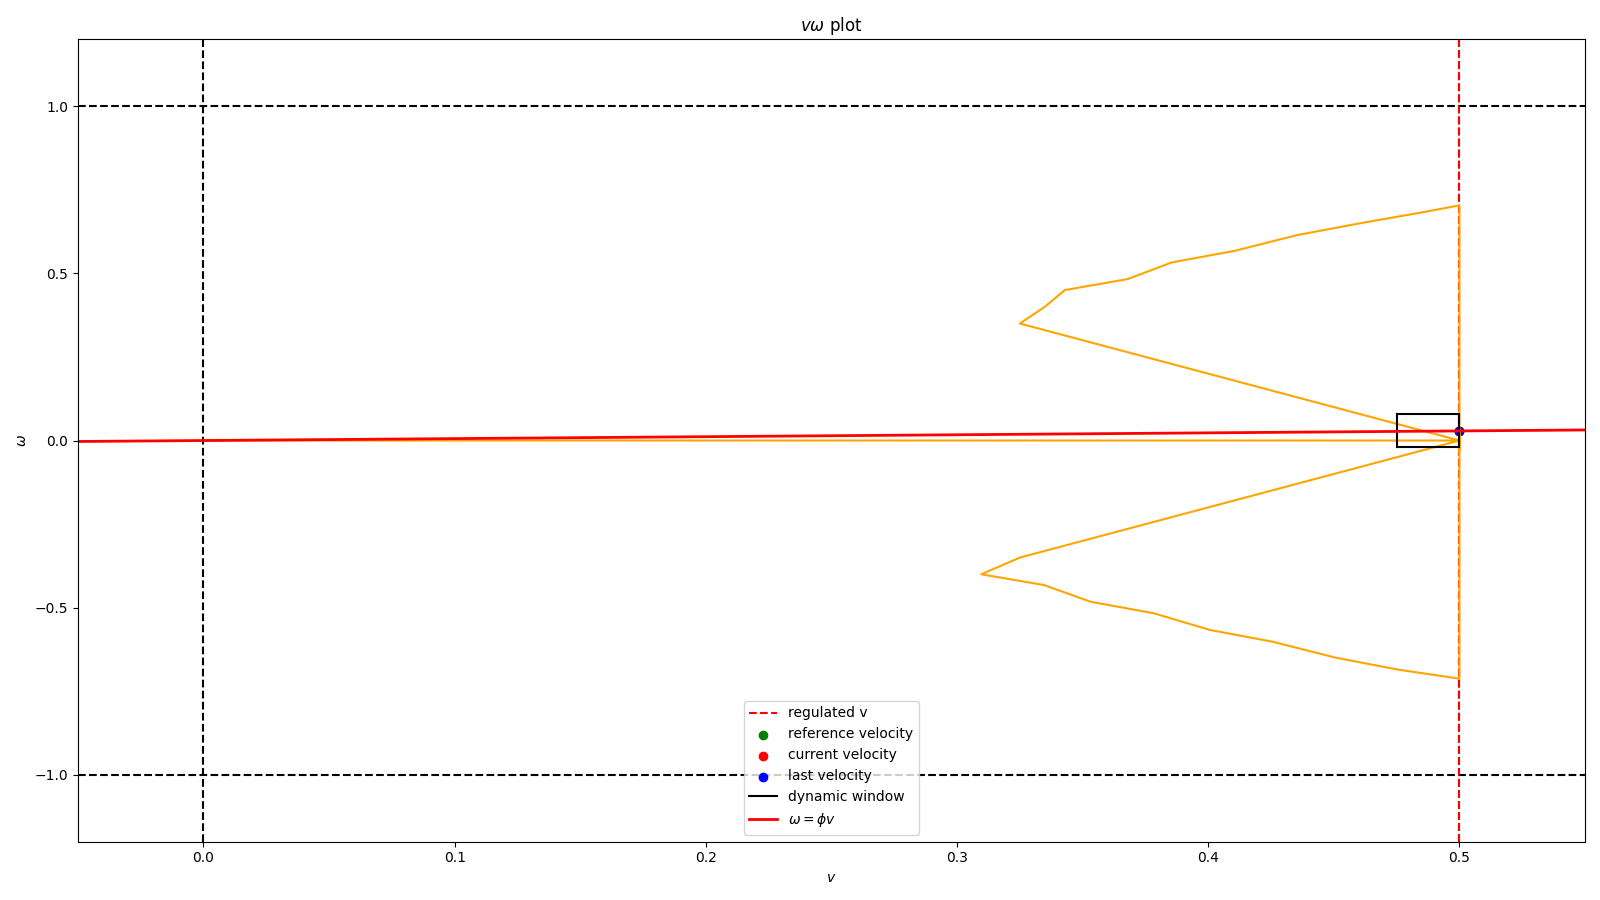 vω plot
1.0
0.5
0.0
−0.5
−1.0
ω
regulated v
reference velocity
current velocity
last velocity
dynamic window
ω = ϕv
0.0 0.1 0.2 0.3 0.4 0.5
v